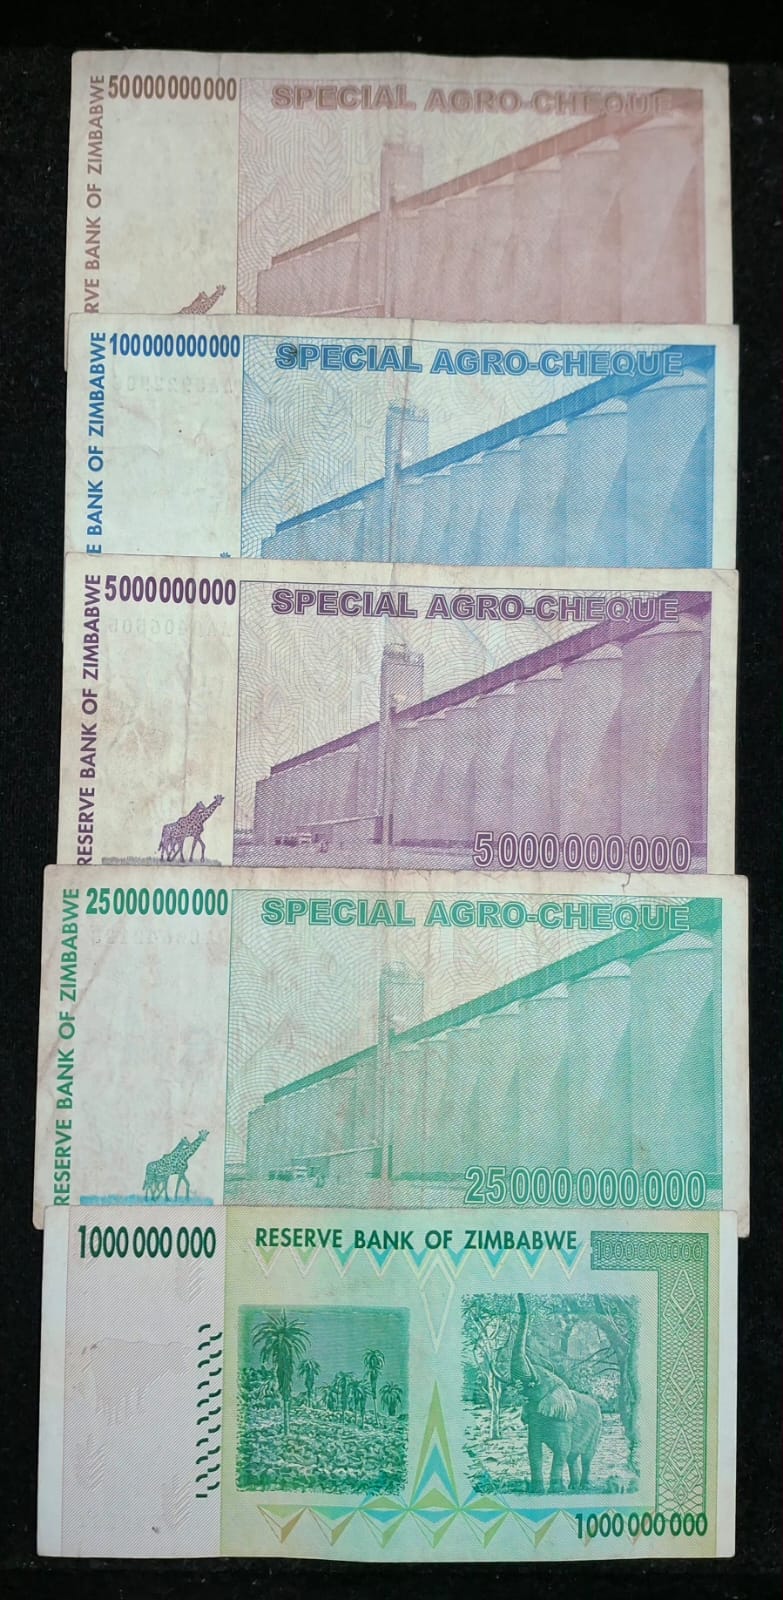 50000000000
SPECIAL AGRO-CHEQUE
RVE BANK OF ZIMBABWE
100000000000
SPECIAL AGRO-CHEQUE
E BANK OF ZIMBABWE
5000000000
SPECIAL AGRO-CHEQUE
RESERVE BANK OF ZIMBABWE
5000000000
25000000000
SPECIAL AGRO-CHEQUE
RESERVE BANK OF ZIMBABWE
25000000000
1000000000
RESERVE BANK OF ZIMBABWE
1000000000
1000000000